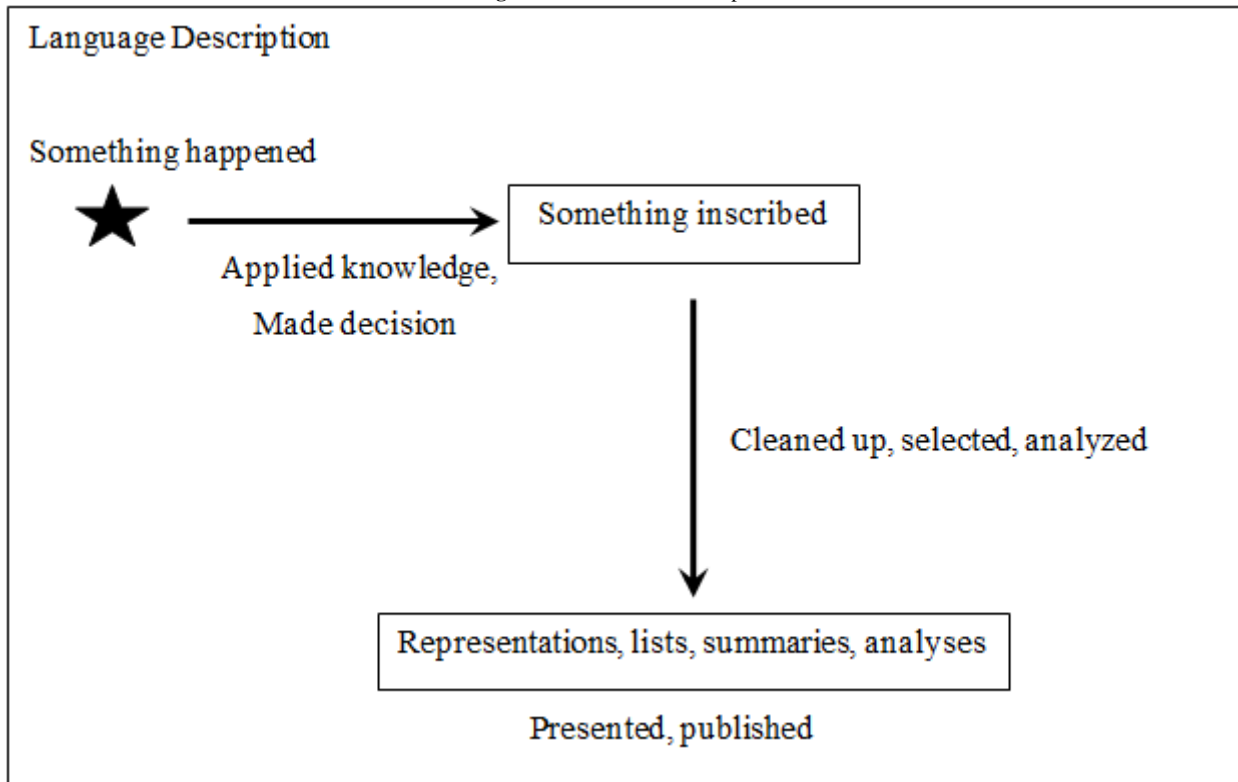 Language Description
Something happened
Something inscribed
Applied knowledge,
Made decision
Cleaned up, selected, analyzed
Representations, lists, summaries, analyses
Presented, published